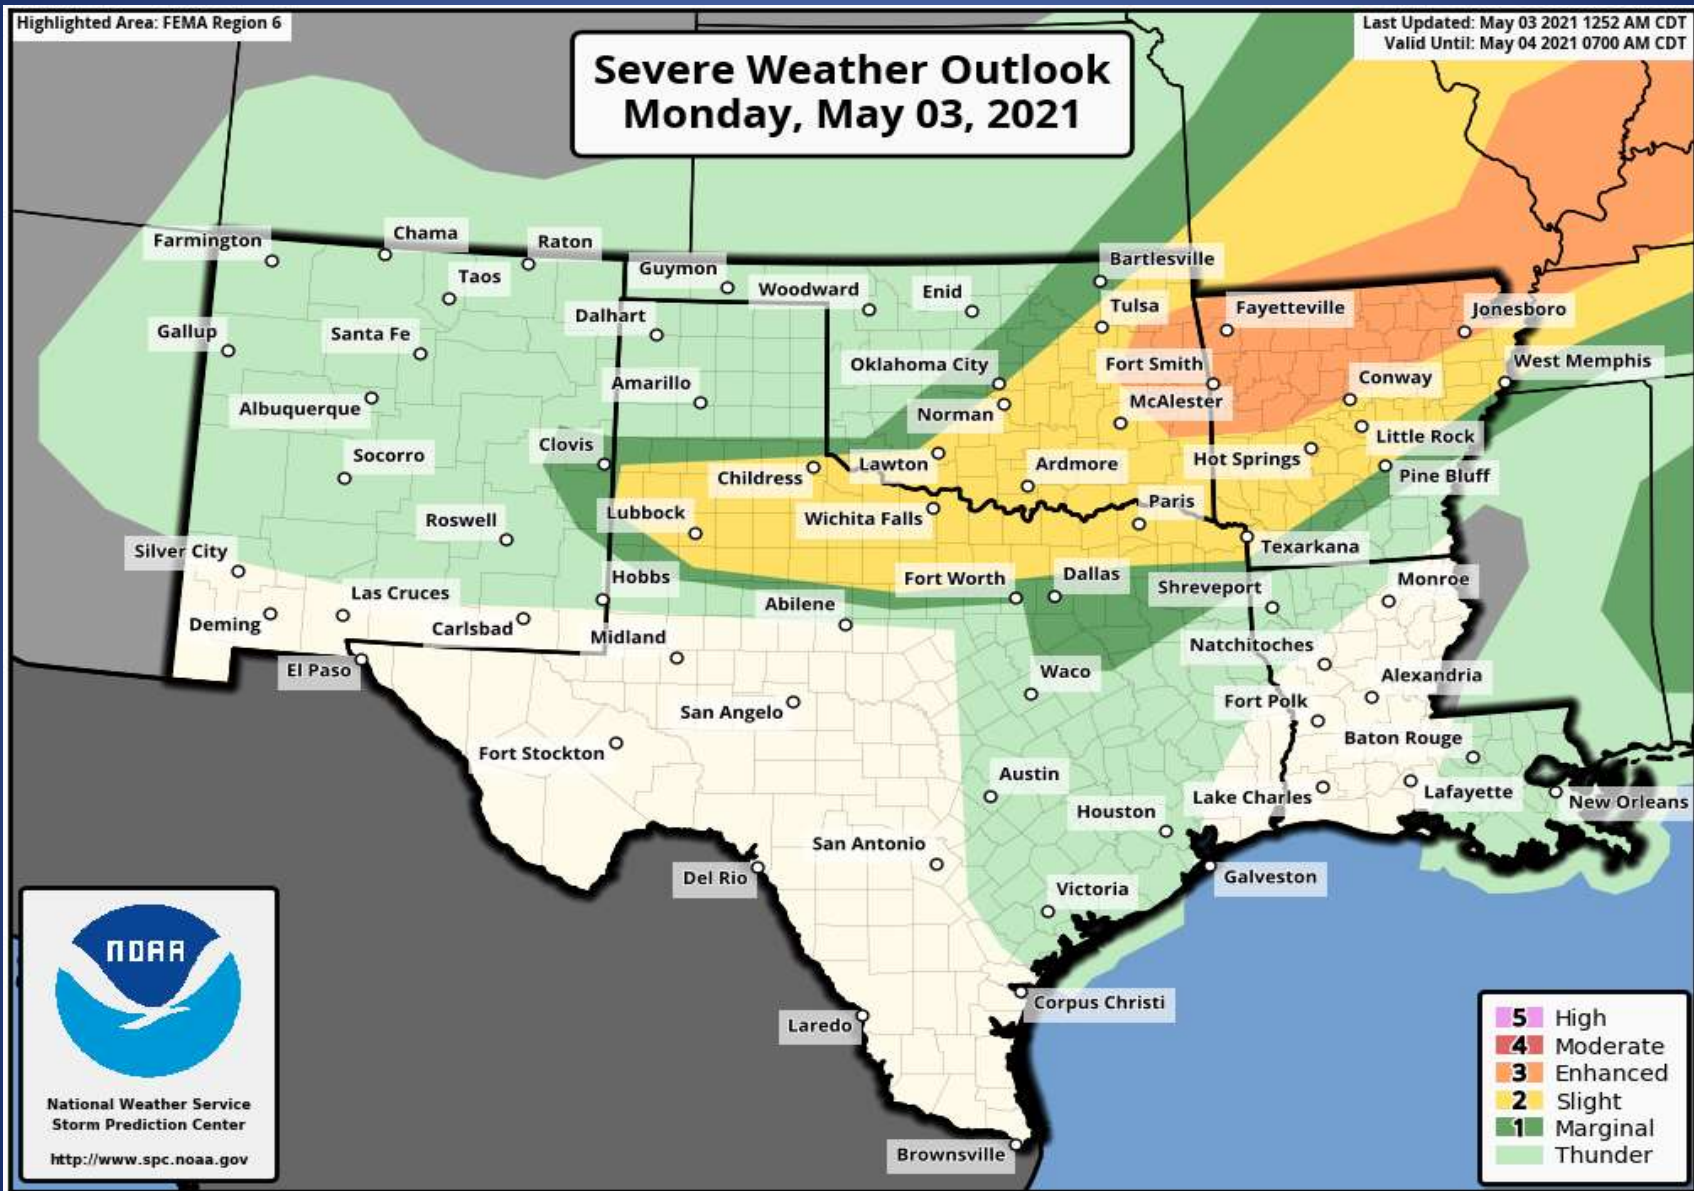 Highlighted Area: FEMA Region 6
Last Updated: May 03 2021 1252 AM CDT
Valid Until: May 04 2021 0700 AM CDT
Severe Weather Outlook
Monday, May 03, 2021
Farmington
Chama
Raton
Taos
Guymon
Woodward
Enid
Bartlesville
Tulsa
Fayetteville
Jonesboro
Gallup
Santa Fe
Dalhart
Oklahoma City
Fort Smith
Conway
West Memphis
Albuquerque
Amarillo
Norman
McAlester
Little Rock
Socorro
Clovis
Childress
Lawton
Ardmore
Hot Springs
Pine Bluff
Roswell
Lubbock
Wichita Falls
Paris
Texarkana
Silver City
Las Cruces
Hobbs
Fort Worth
Dallas
Shreveport
Monroe
Deming
Carlsbad
Abilene
Midland
Natchitoches
El Paso
San Angelo
Waco
Alexandria
Fort Polk
Fort Stockton
Baton Rouge
Austin
Lake Charles
Lafayette
New Orleans
Houston
San Antonio
Del Rio
Victoria
Galveston
Corpus Christi
Laredo
Brownsville
NOAA
National Weather Service
Storm Prediction Center
http://www.spc.noaa.gov
5 High
4 Moderate
3 Enhanced
2 Slight
1 Marginal
Thunder